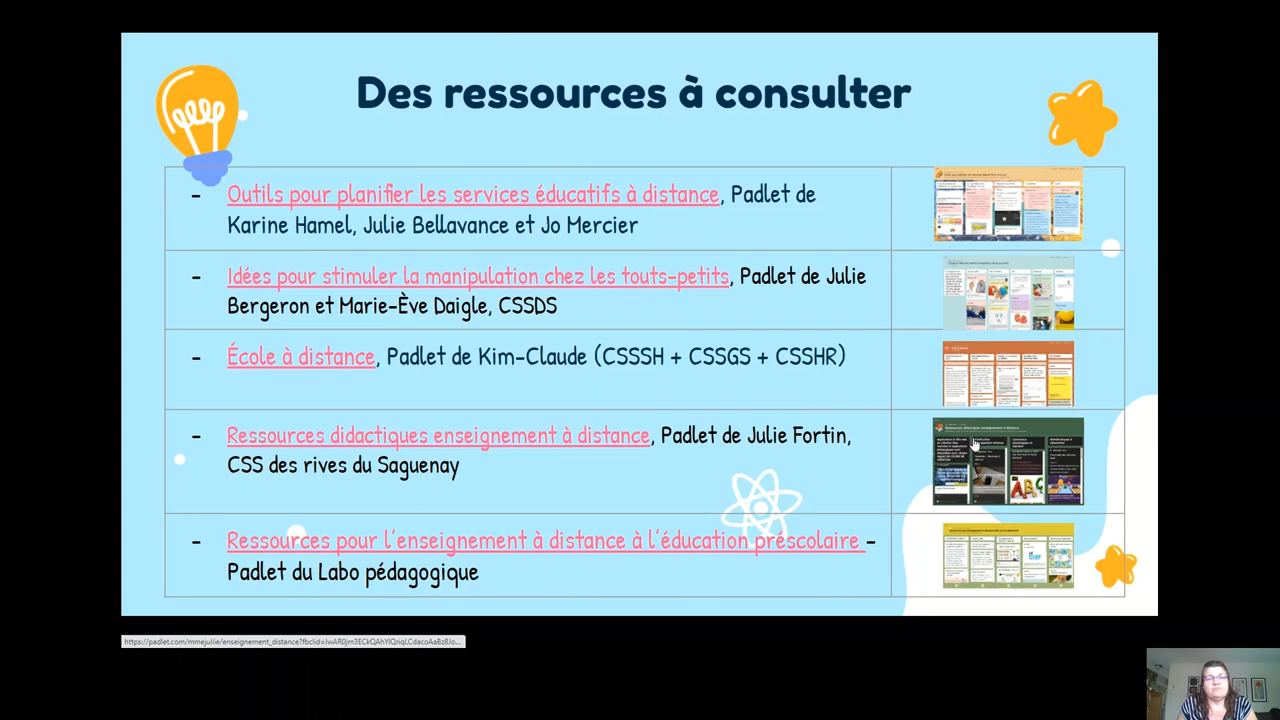 Des ressources à consulter
- Outils pour planifier les services éducatifs à distance, Padlet de
Karine Hamel, Julie Bellavance et Jo Mercier
- Idées pour stimuler la manipulation chez les touts-petits, Padlet de Julie
Bergeron et Marie-Ève Daigle, CSSDS
- École à distance, Padlet de Kim-Claude (CSSSH + CSSGS + CSSHR)
- Ressources didactiques enseignement à distance, Padlet de Julie Fortin,
CSS des rives du Saguenay
- Ressources pour l'enseignement à distance à l'éducation préscolaire -
Padlet du Labo pédagogique